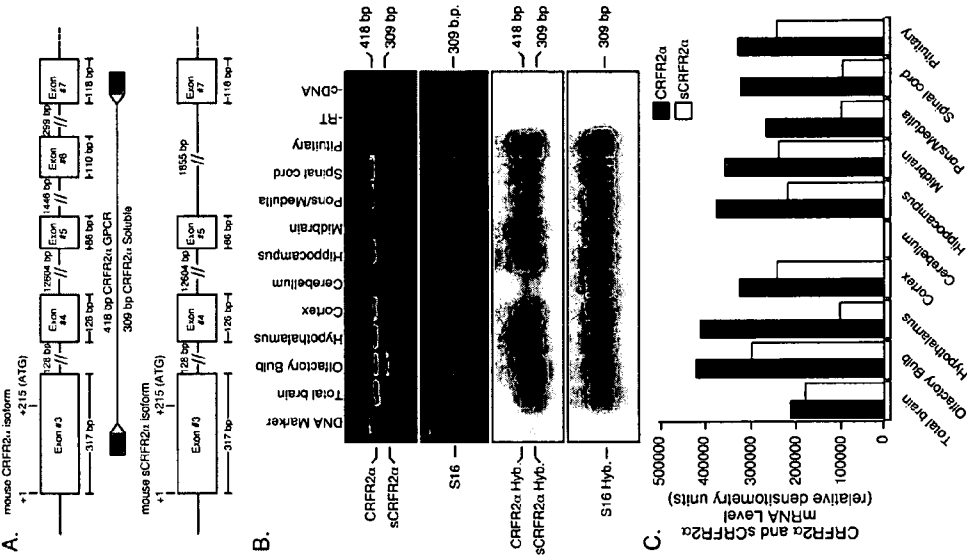 A.
mouse CRFR2α isoform
+1
+215 (ATG)
Exon #3
128 bp
Exon #4
12604 bp
Exon #5
1446 bp
Exon #6
299 bp
Exon #7
317 bp
126 bp
66 bp
110 bp
118 bp
418 bp CRFR2α GPCR
309 bp CRFR2α Soluble
mouse sCRFR2α isoform
+1
+215 (ATG)
Exon #3
128 bp
Exon #4
12604 bp
Exon #5
1855 bp
Exon #7
317 bp
126 bp
66 bp
118 bp
B.
DNA Marker
Total brain
Olfactory Bulb
Hypothalamus
Cortex
Cerebellum
Hippocampus
Midbrain
Pons/Medulla
Spinal cord
Pituitary
-RT
-cDNA
CRFR2α
418 bp
sCRFR2α
309 bp
S16
309 b.p.
CRFR2α Hyb.
418 bp
sCRFR2α Hyb.
309 bp
S16 Hyb.
309 bp
C.
CRFR2α and sCRFR2α
mRNA Level
(relative densitometry units)
500000
400000
300000
200000
100000
0
CRFR2α
sCRFR2α
Total brain
Olfactory Bulb
Hypothalamus
Cortex
Cerebellum
Hippocampus
Midbrain
Pons/Medulla
Spinal cord
Pituitary